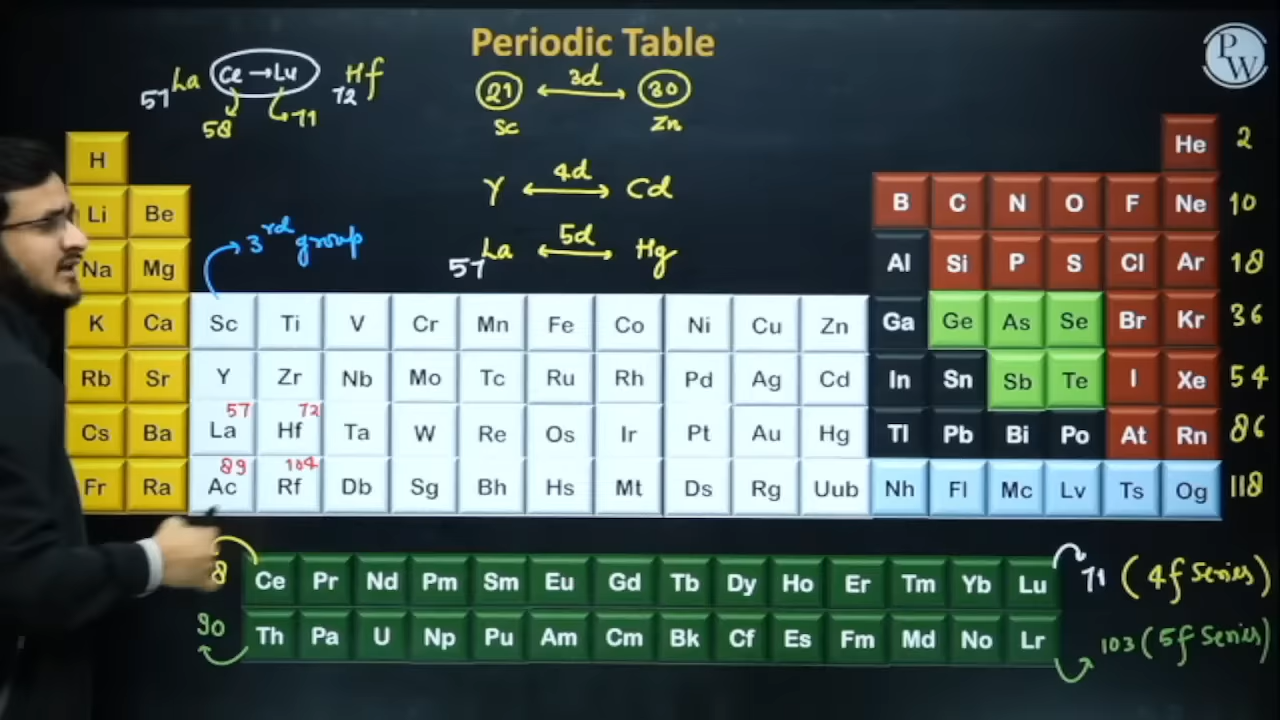 Periodic Table
PW
57 La Ce → Lu 72 Hf
58 71
21 3d 30
Sc Zn
Y 4d Cd
57 La 5d Hg
3rd group
H He 2
Li Be B C N O F Ne 10
Na Mg Al Si P S Cl Ar 18
K Ca Sc Ti V Cr Mn Fe Co Ni Cu Zn Ga Ge As Se Br Kr 36
Rb Sr Y Zr Nb Mo Tc Ru Rh Pd Ag Cd In Sn Sb Te I Xe 54
57 72
Cs Ba La Hf Ta W Re Os Ir Pt Au Hg Tl Pb Bi Po At Rn 86
89 104
Fr Ra Ac Rf Db Sg Bh Hs Mt Ds Rg Uub Nh Fl Mc Lv Ts Og 118
8 Ce Pr Nd Pm Sm Eu Gd Tb Dy Ho Er Tm Yb Lu 71 (4f series)
90 Th Pa U Np Pu Am Cm Bk Cf Es Fm Md No Lr 103 (5f series)